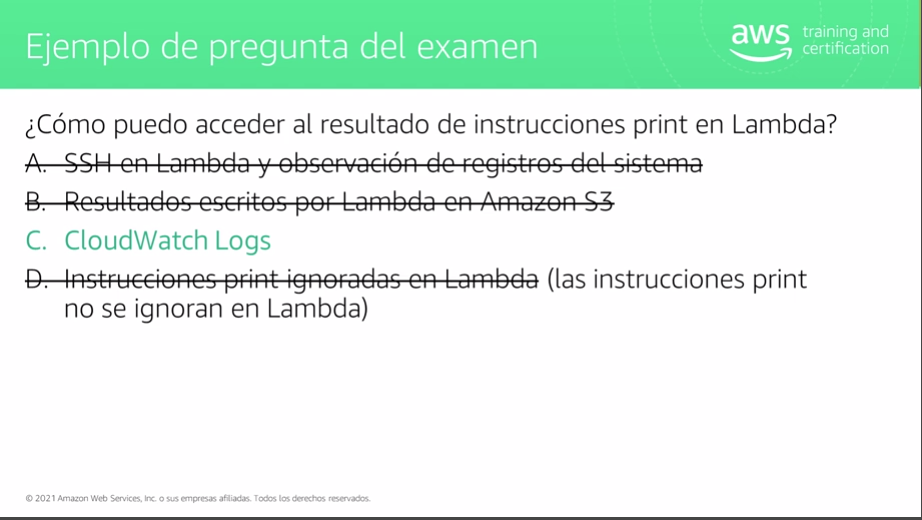 Ejemplo de pregunta del examen
aws training and
certification
¿Cómo puedo acceder al resultado de instrucciones print en Lambda?
A. SSH en Lambda y observación de registros del sistema
B. Resultados escritos por Lambda en Amazon S3
C. CloudWatch Logs
D. Instrucciones print ignoradas en Lambda (las instrucciones print
no se ignoran en Lambda)
© 2021 Amazon Web Services, Inc. o sus empresas afiliadas. Todos los derechos reservados.